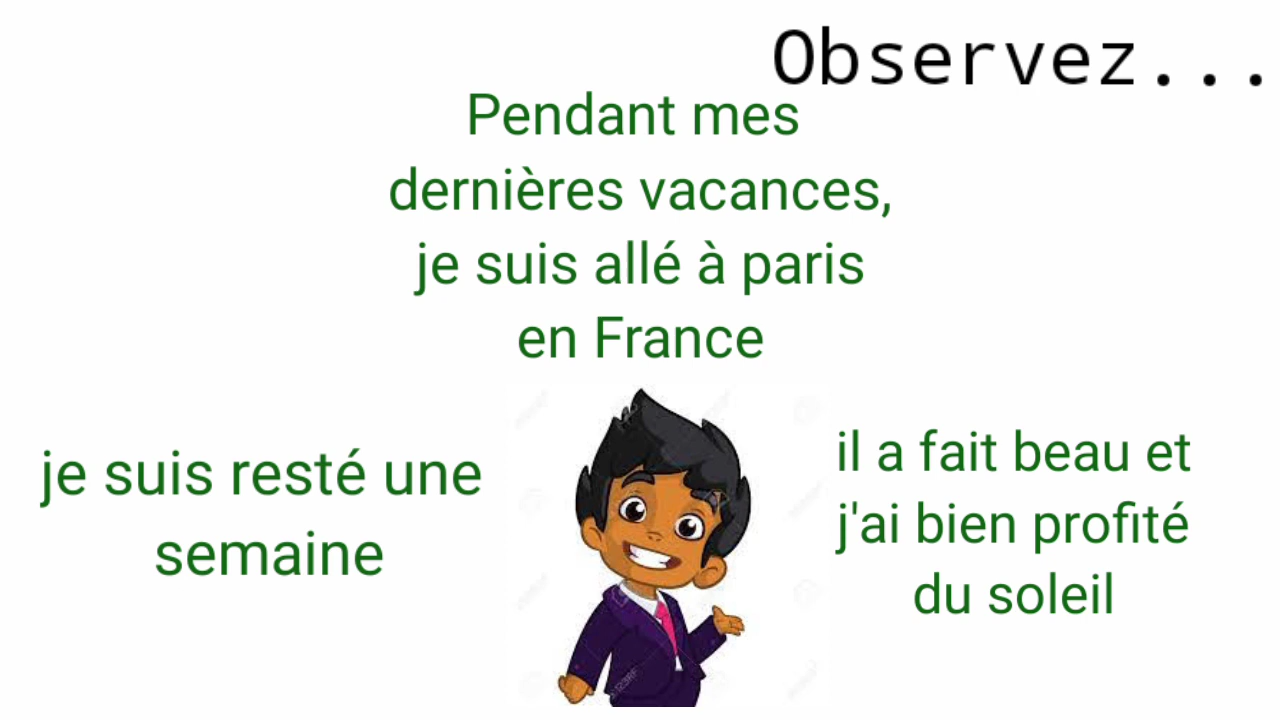 Observez...
Pendant mes
dernières vacances,
je suis allé à paris
en France
je suis resté une
semaine
il a fait beau et
j'ai bien profité
du soleil
123RF